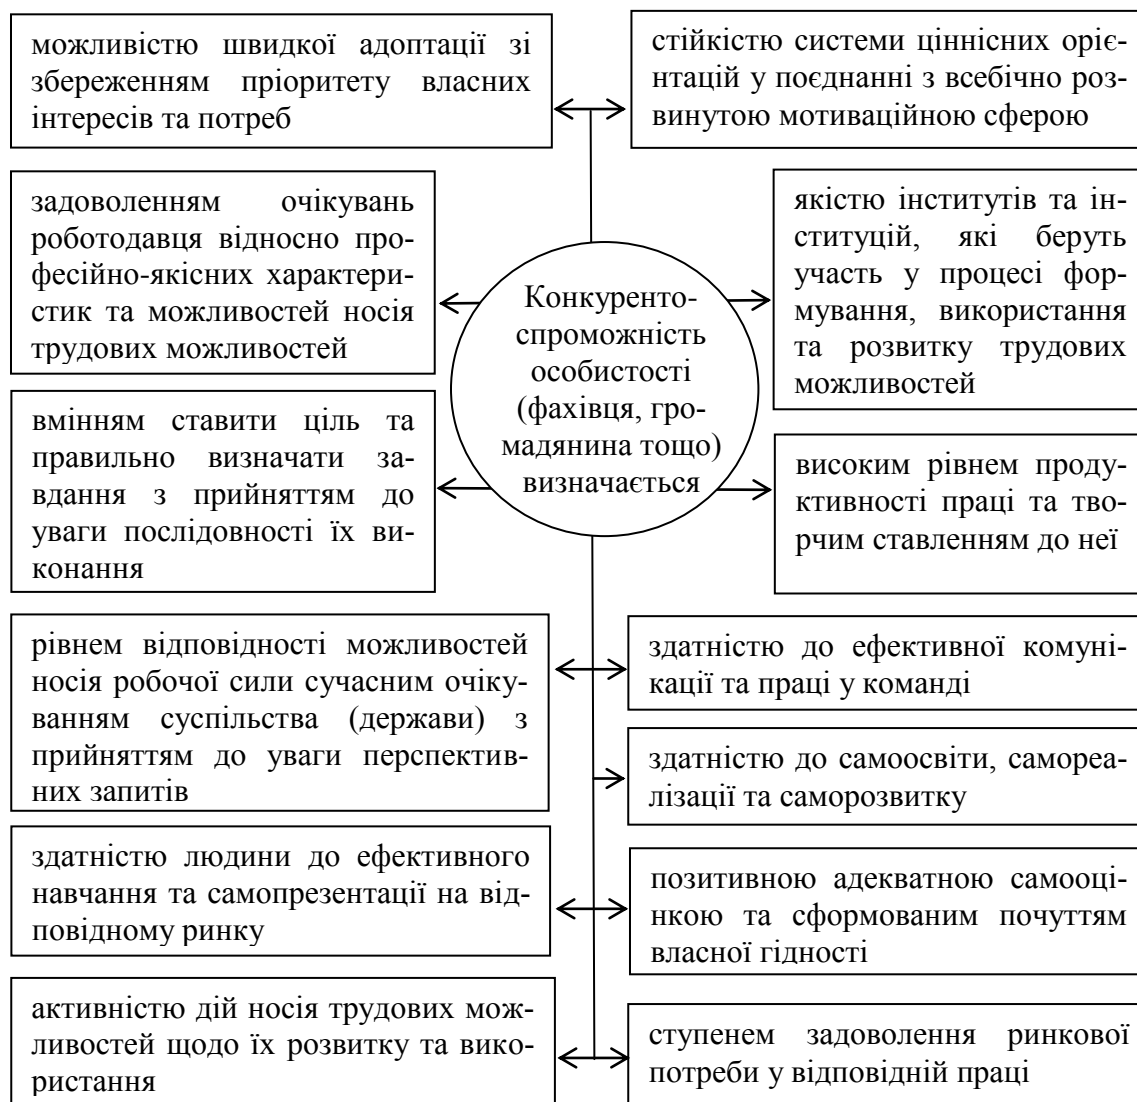 можливістю швидкої адоптації зі
збереженням пріоритету власних
інтересів та потреб
стійкістю системи ціннісних оріє-
нтацій у поєднанні з всебічно роз-
винутою мотиваційною сферою
задоволенням очікувань
роботодавця відносно про-
фесійно-якісних характери-
стик та можливостей носія
трудових можливостей
якістю інститутів та ін-
ституцій, які беруть
участь у процесі фор-
мування, використання
та розвитку трудових
можливостей
Конкуренто-
спроможність
особистості
(фахівця, гро-
мадянина тощо)
визначається
вмінням ставити ціль та
правильно визначати за-
вдання з прийняттям до
уваги послідовності їх ви-
конання
високим рівнем проду-
ктивності праці та тво-
рчим ставленням до неї
рівнем відповідності можливостей
носія робочої сили сучасним очіку-
ванням суспільства (держави) з
прийняттям до уваги перспектив-
них запитів
здатністю до ефективної комуні-
кації та праці у команді
здатністю до самоосвіти, самореа-
лізації та саморозвитку
здатністю людини до ефективного
навчання та самопрезентації на від-
повідному ринку
позитивною адекватною самооці-
нкою та сформованим почуттям
власної гідності
активністю дій носія трудових мож-
ливостей щодо їх розвитку та вико-
ристання
ступенем задоволення ринкової
потреби у відповідній праці